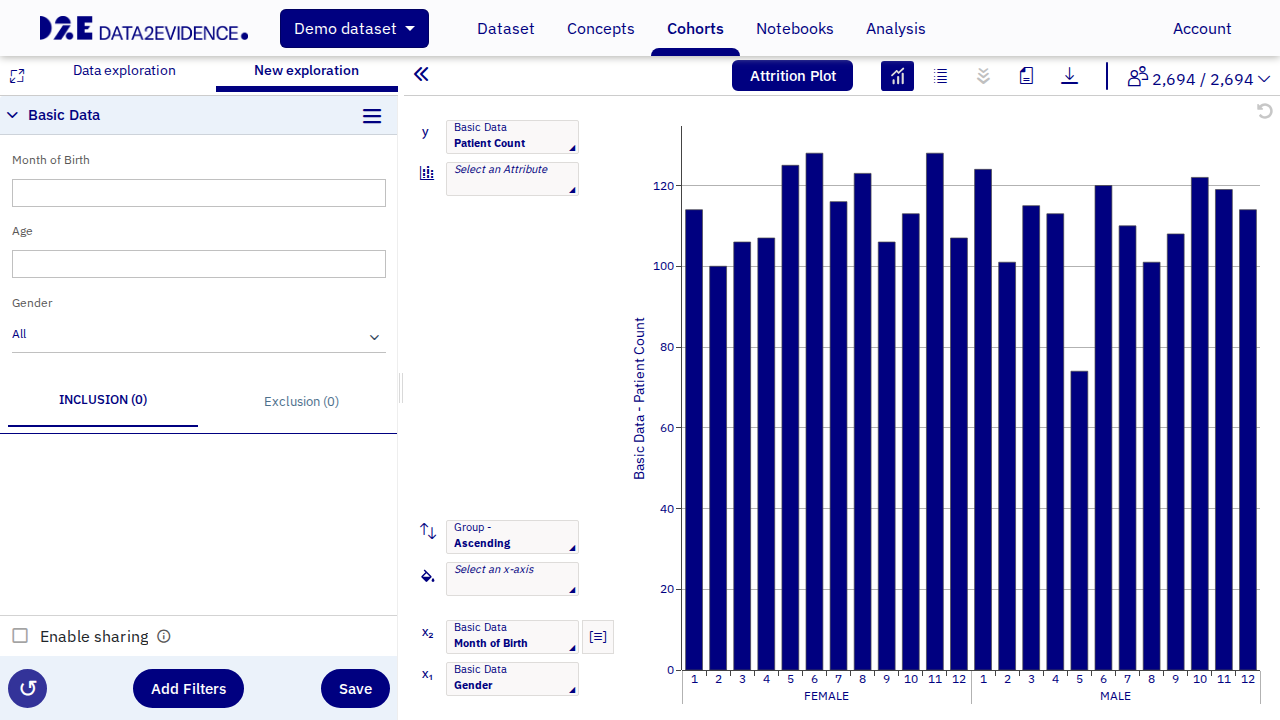 D2E DATA2EVIDENCE.
Demo dataset
Dataset
Concepts
Cohorts
Notebooks
Analysis
Account
Data exploration
New exploration
Attrition Plot
2,694 / 2,694
Basic Data
Month of Birth
Age
Gender
All
INCLUSION (0)
Exclusion (0)
Enable sharing
Add Filters
Save
y
Basic Data
Patient Count
Select an Attribute
Group -
Ascending
Select an x-axis
x₂
Basic Data
Month of Birth
x₁
Basic Data
Gender
Basic Data - Patient Count
120
100
80
60
40
20
0
1 2 3 4 5 6 7 8 9 10 11 12 1 2 3 4 5 6 7 8 9 10 11 12
FEMALE MALE